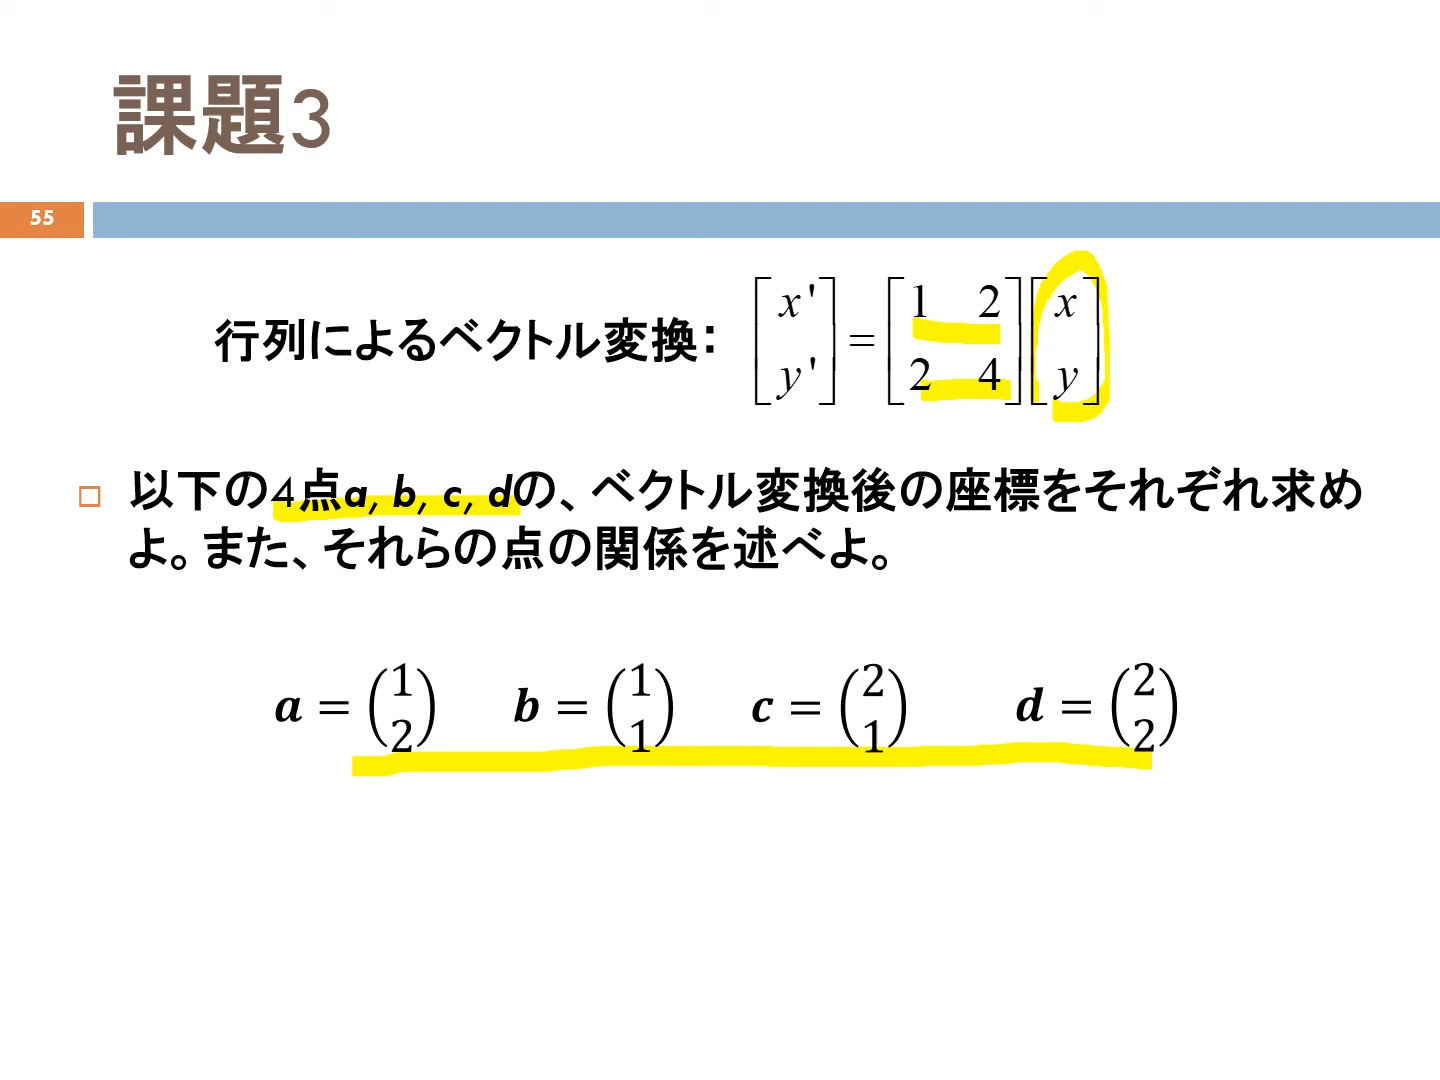 課題3
55
行列によるベクトル変換：
[x' y'] = [1 2 2 4][x y]
以下の4点a, b, c, dの、ベクトル変換後の座標をそれぞれ求め
よ。また、それらの点の関係を述べよ。
a = (1 2) b = (1 1) c = (2 1) d = (2 2)